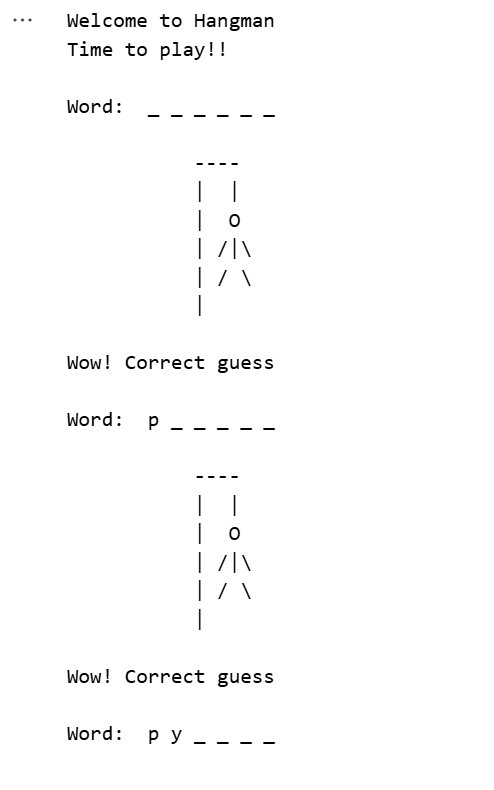 Welcome to Hangman
Time to play!!
Word:  _ _ _ _ _ _
----
|  |
|  O
| /|\
| / \
|
Wow! Correct guess
Word:  p _ _ _ _ _
----
|  |
|  O
| /|\
| / \
|
Wow! Correct guess
Word:  p y _ _ _ _